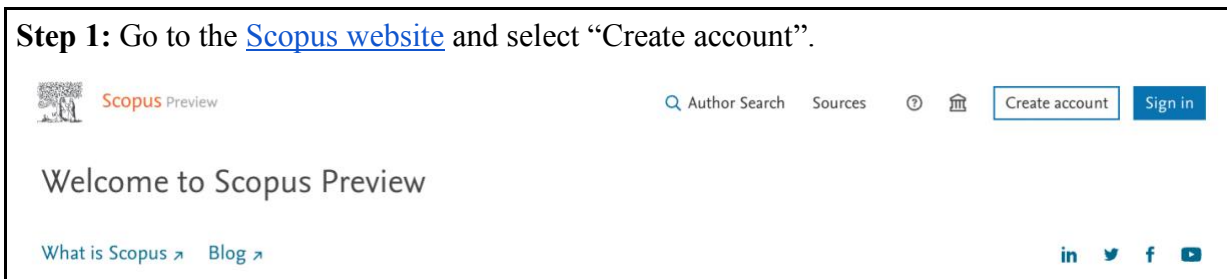 Step 1: Go to the Scopus website and select “Create account”.
Scopus Preview Author Search Sources Create account Sign in
Welcome to Scopus Preview
What is Scopus ↗ Blog ↗ in f